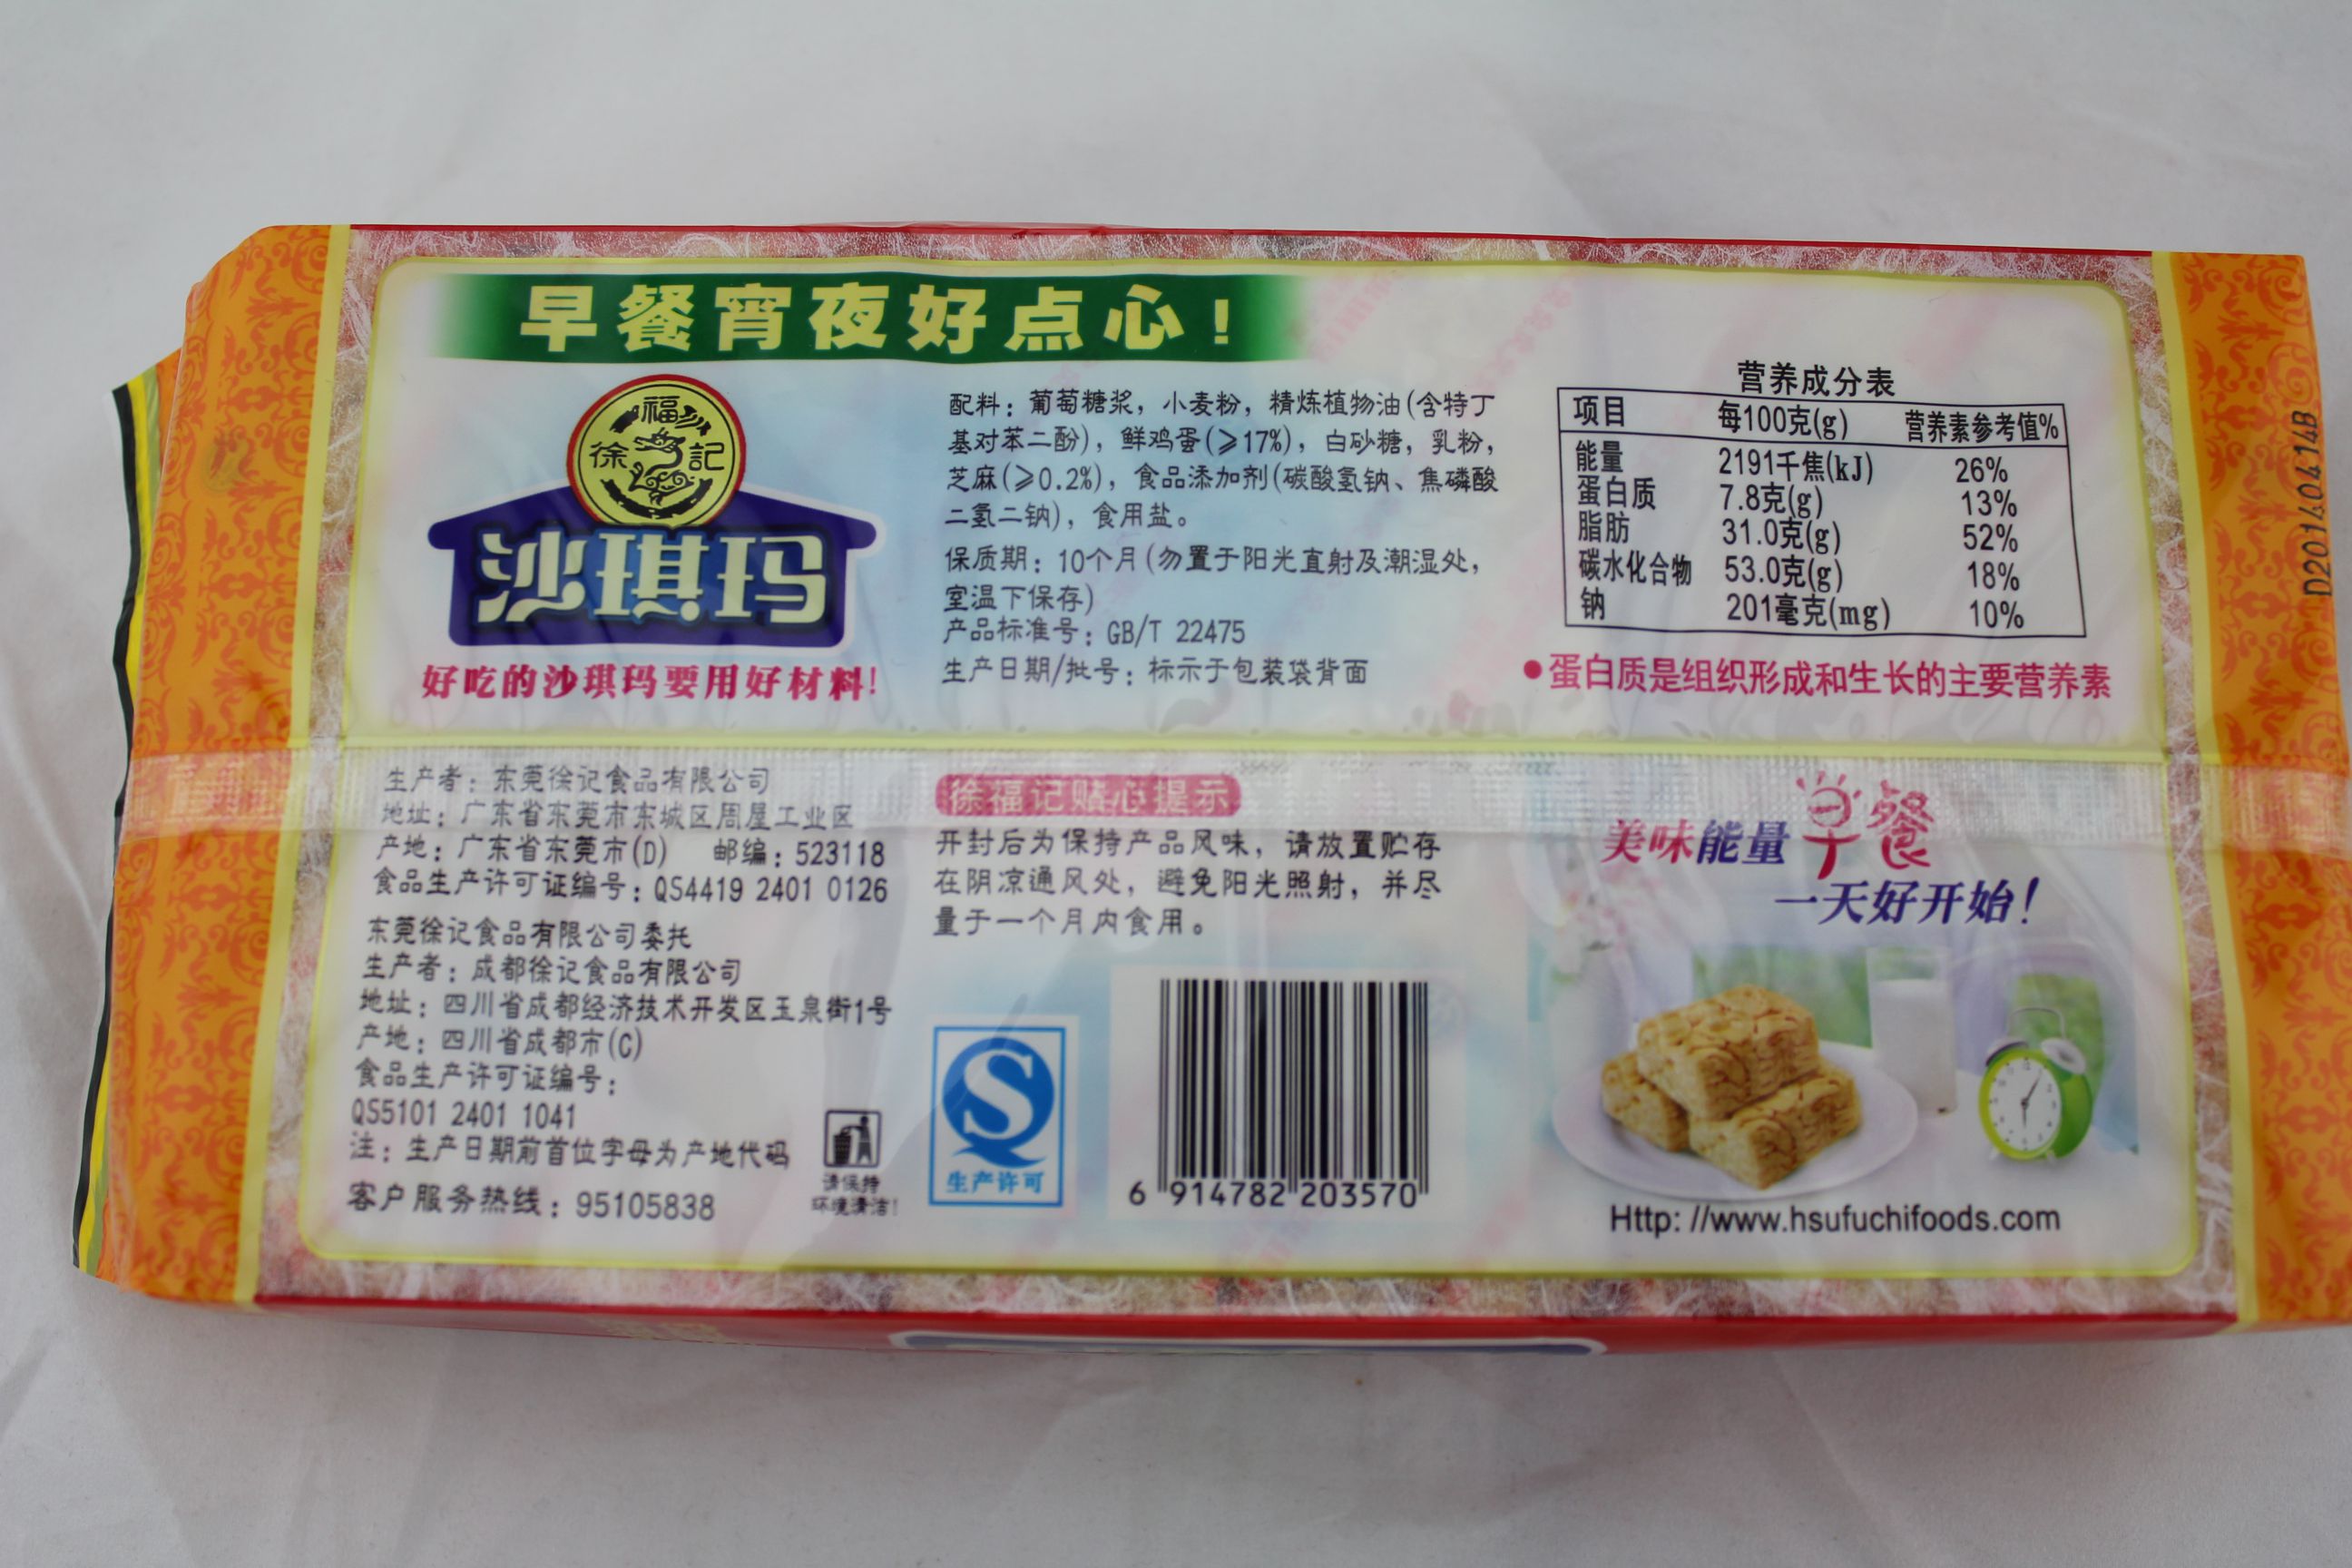 早餐宵夜好点心！
福
徐 記
沙琪玛
好吃的沙琪玛要用好材料！
配料：葡萄糖浆，小麦粉，精炼植物油（含特丁
基对苯二酚），鲜鸡蛋（⩾17%），白砂糖，乳粉，
芝麻（⩾0.2%），食品添加剂（碳酸氢钠、焦磷酸
二氢二钠），食用盐。
保质期：10个月（勿置于阳光直射及潮湿处，
室温下保存）
产品标准号：GB/T 22475
生产日期/批号：标示于包装袋背面
营养成分表
项目 每100克(g) 营养素参考值%
能量 2191千焦(kJ) 26%
蛋白质 7.8克(g) 13%
脂肪 31.0克(g) 52%
碳水化合物 53.0克(g) 18%
钠 201毫克(mg) 10%
●蛋白质是组织形成和生长的主要营养素
D20140414B
生产者：东莞徐记食品有限公司
地址：广东省东莞市东城区周屋工业区
产地：广东省东莞市(D) 邮编：523118
食品生产许可证编号：QS4419 2401 0126
东莞徐记食品有限公司委托
生产者：成都徐记食品有限公司
地址：四川省成都经济技术开发区玉泉街1号
产地：四川省成都市(C)
食品生产许可证编号：
QS5101 2401 1041
注：生产日期前首位字母为产地代码
客户服务热线：95105838
请保持
环境清洁！
徐福记贴心提示
开封后为保持产品风味，请放置贮存
在阴凉通风处，避免阳光照射，并尽
量于一个月内食用。
生产许可
6 914782 203570
美味能量早餐
一天好开始！
Http: //www.hsufuchifoods.com